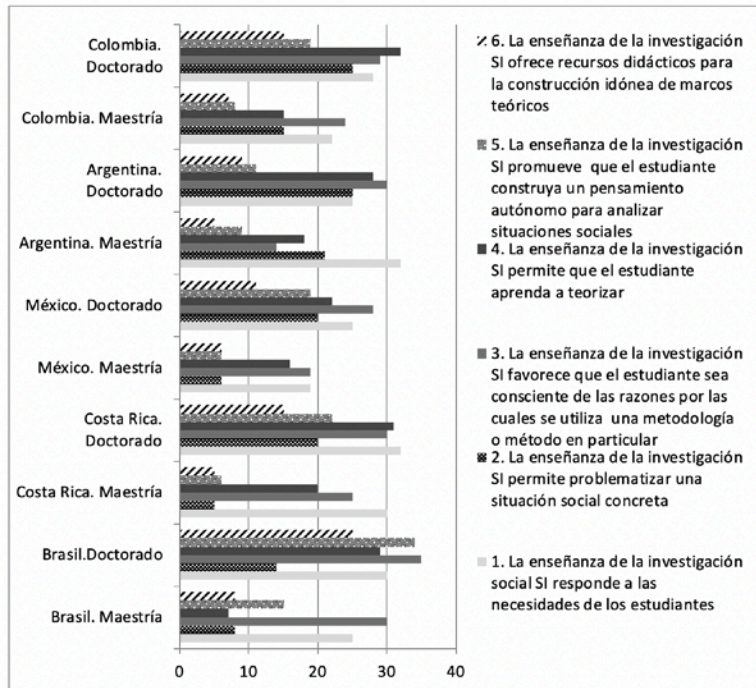 Colombia.
Doctorado
Colombia. Maestría
Argentina.
Doctorado
Argentina. Maestría
México. Doctorado
México. Maestría
Costa Rica.
Doctorado
Costa Rica. Maestría
Brasil.Doctorado
Brasil. Maestría
0 10 20 30 40
6. La enseñanza de la investigación
SI ofrece recursos didácticos para
la construcción idónea de marcos
teóricos
5. La enseñanza de la investigación
SI promueve que el estudiante
construya un pensamiento
autónomo para analizar
situaciones sociales
4. La enseñanza de la investigación
SI permite que el estudiante
aprenda a teorizar
3. La enseñanza de la investigación
SI favorece que el estudiante sea
consciente de las razones por las
cuales se utiliza una metodología
o método en particular
2. La enseñanza de la investigación
SI permite problematizar una
situación social concreta
1. La enseñanza de la investigación
social SI responde a las
necesidades de los estudiantes